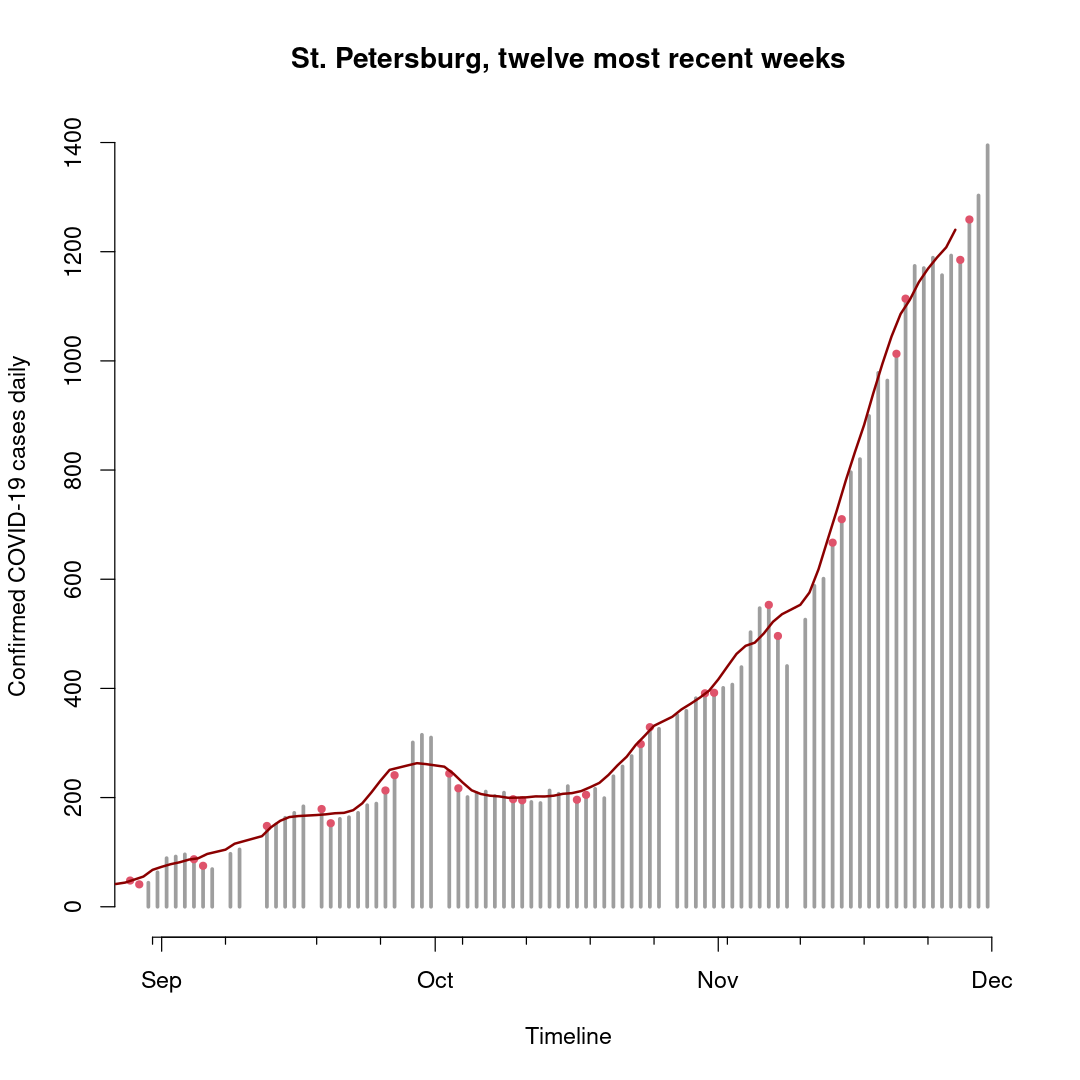 St. Petersburg, twelve most recent weeks
Confirmed COVID-19 cases daily
1400
1200
1000
800
600
400
200
0
Sep Oct Nov Dec
Timeline